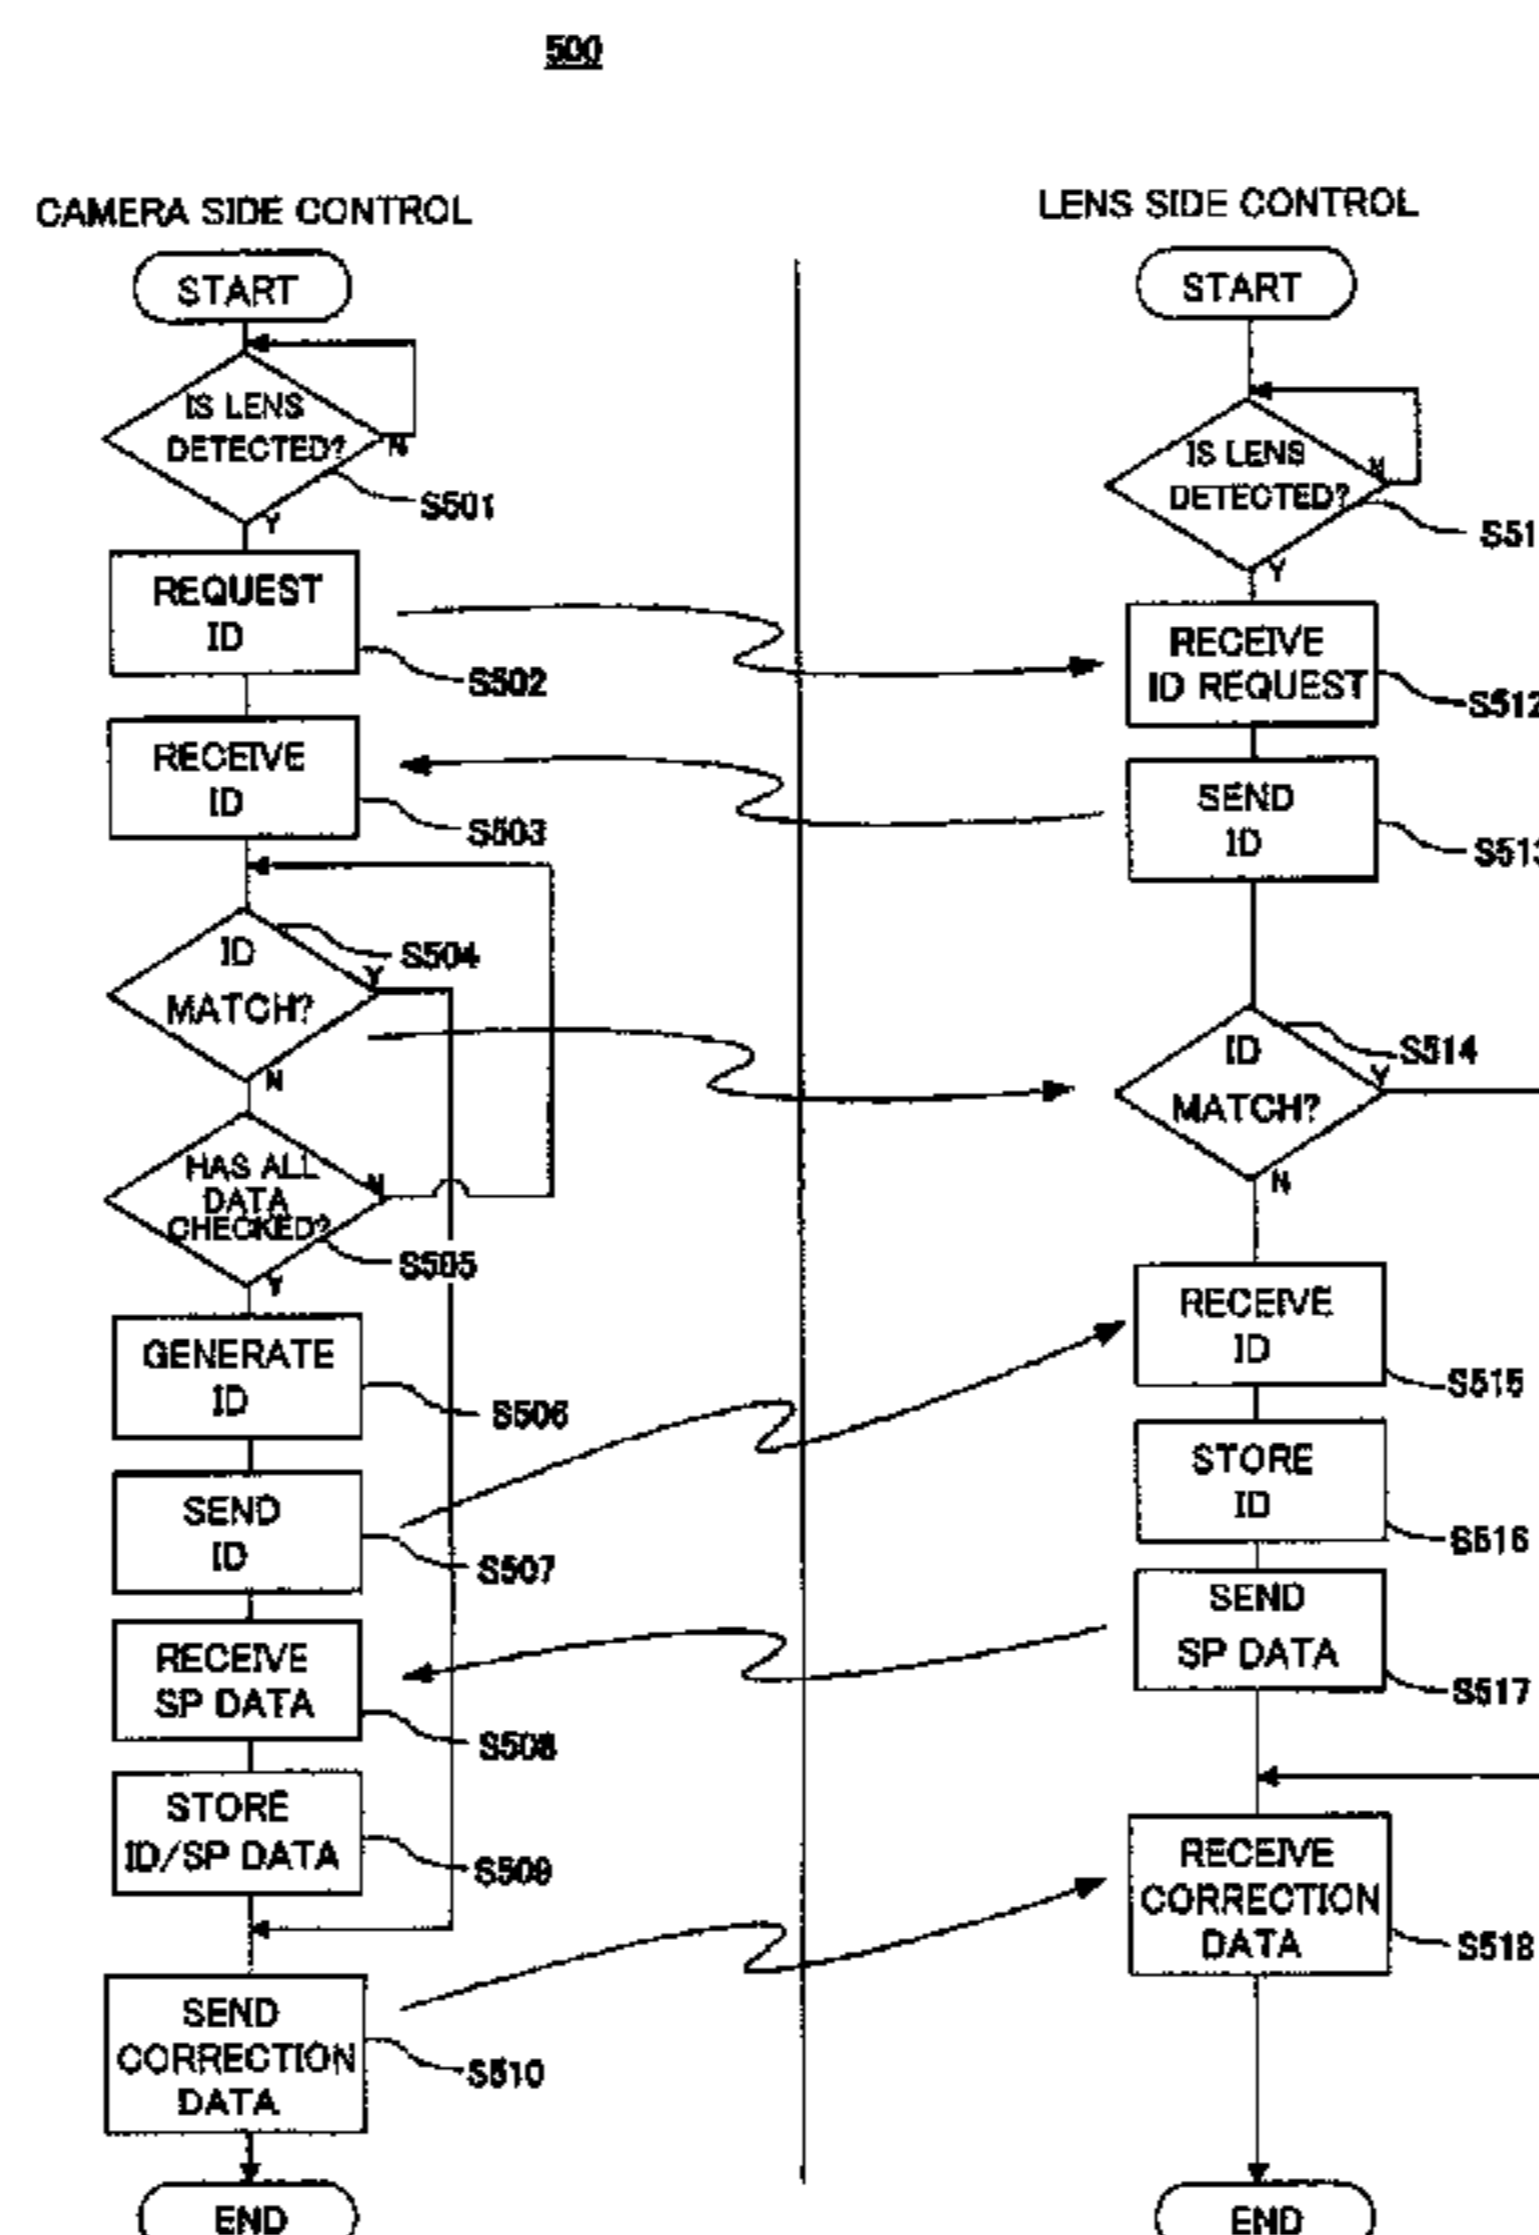 500
CAMERA SIDE CONTROL
START
IS LENS
DETECTED?
N
S501
Y
REQUEST
ID
S502
RECEIVE
ID
S503
ID
MATCH?
S504
Y
N
HAS ALL
DATA
CHECKED?
N
S505
Y
GENERATE
ID
S506
SEND
ID
S507
RECEIVE
SP DATA
S508
STORE
ID/SP DATA
S509
SEND
CORRECTION
DATA
S510
END
LENS SIDE CONTROL
START
IS LENS
DETECTED?
N
S51
Y
RECEIVE
ID REQUEST
S512
SEND
ID
S513
ID
MATCH?
S514
Y
N
RECEIVE
ID
S515
STORE
ID
S516
SEND
SP DATA
S517
RECEIVE
CORRECTION
DATA
S518
END